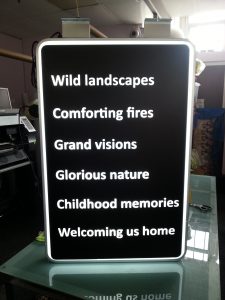 Wild landscapes
Comforting fires
Grand visions
Glorious nature
Childhood memories
Welcoming us home